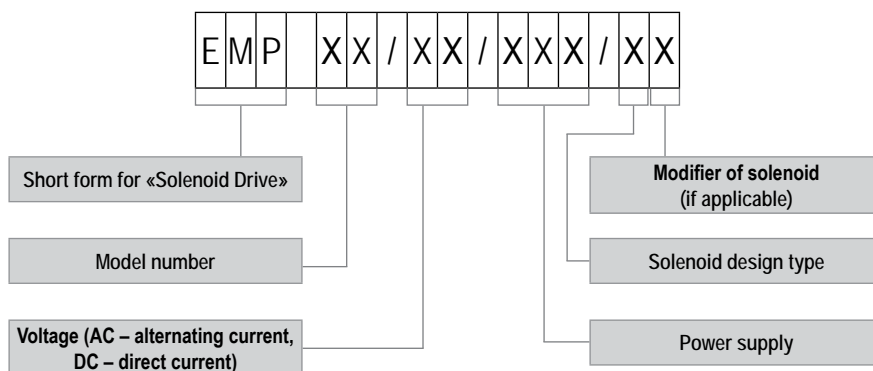 EMP XX/XX/XXX/XX
Short form for «Solenoid Drive»
Modifier of solenoid
(if applicable)
Model number
Solenoid design type
Voltage (AC – alternating current,
DC – direct current)
Power supply